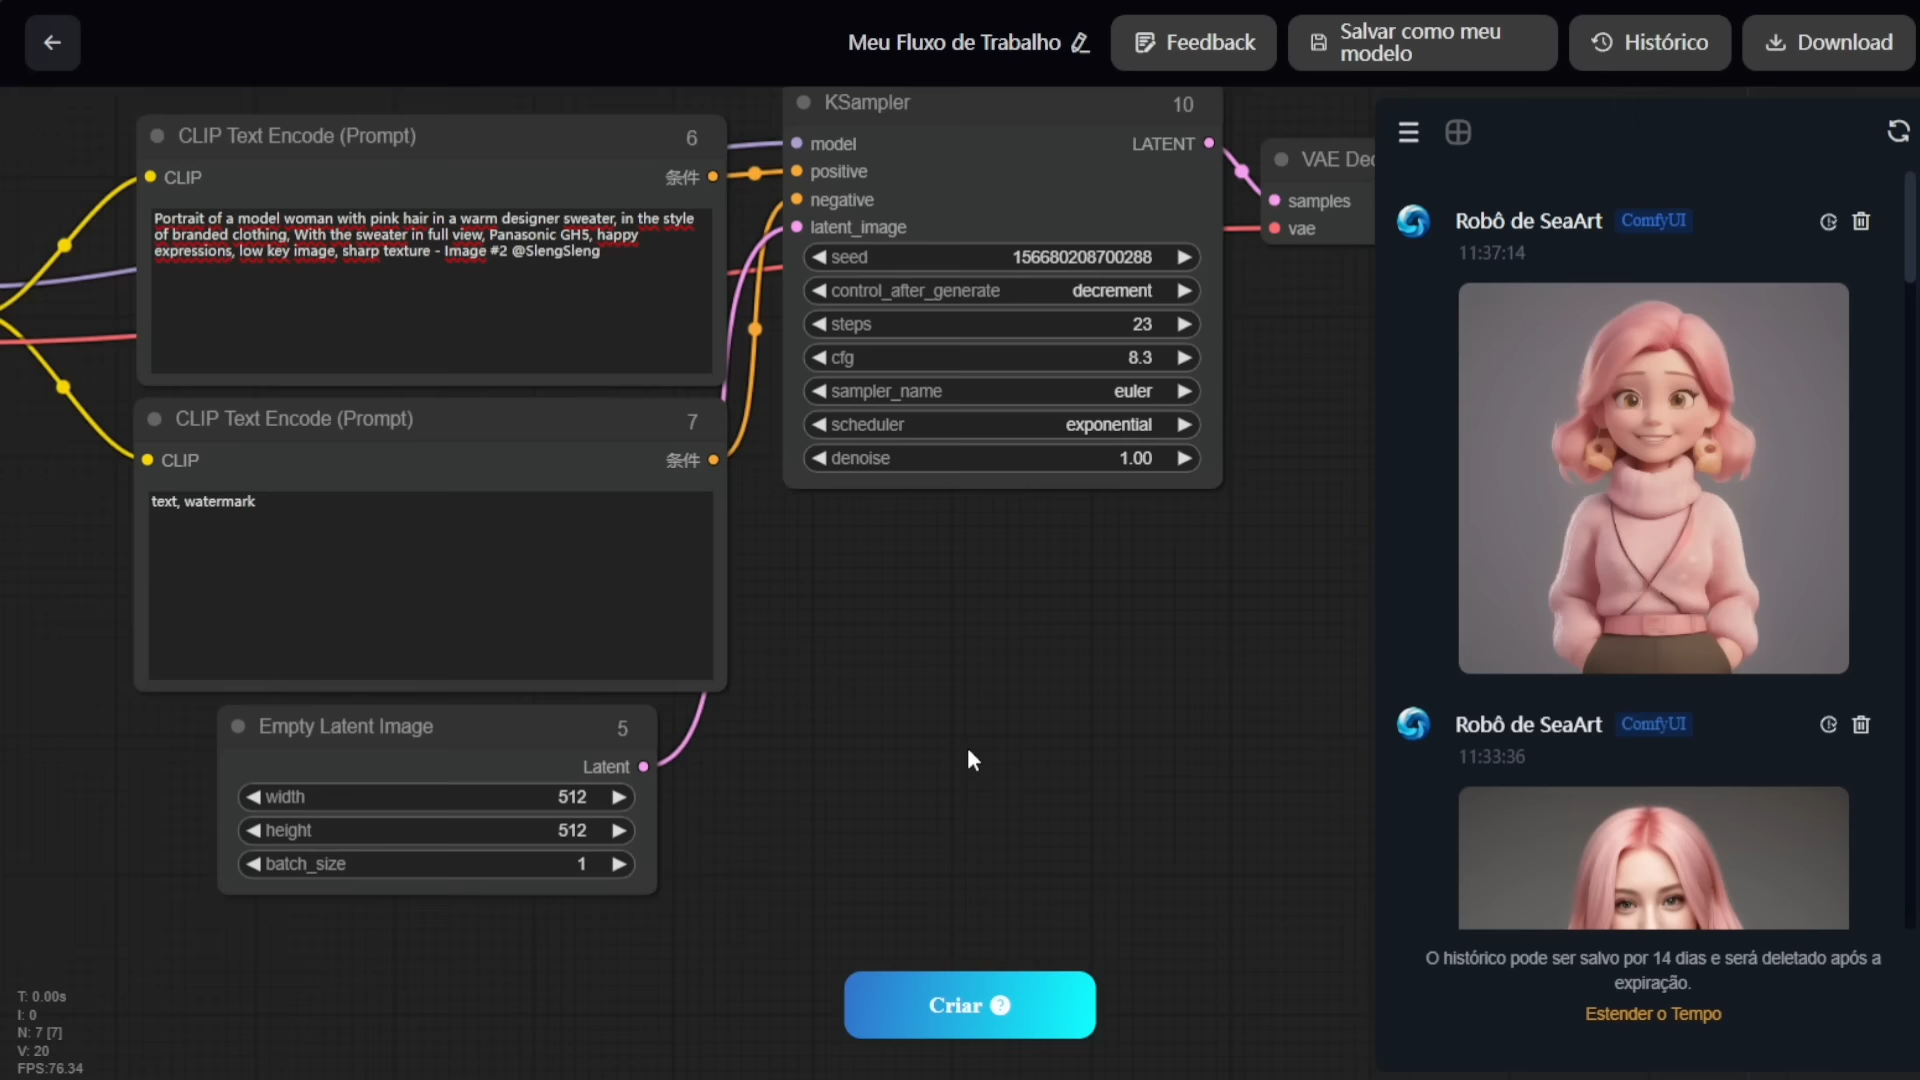 Meu Fluxo de Trabalho
Feedback
Salvar como meu
modelo
Histórico
Download
CLIP Text Encode (Prompt)
6
CLIP
条件
Portrait of a model woman with pink hair in a warm designer sweater, in the style
of branded clothing, With the sweater in full view, Panasonic GH5, happy
expressions, low key image, sharp texture - Image #2 @SlengSleng
CLIP Text Encode (Prompt)
7
CLIP
条件
text, watermark
Empty Latent Image
5
Latent
width
512
height
512
batch_size
1
KSampler
10
model
LATENT
positive
negative
latent_image
seed
156680208700288
control_after_generate
decrement
steps
23
cfg
8.3
sampler_name
euler
scheduler
exponential
denoise
1.00
VAE Dec
samples
vae
Robô de SeaArt
ComfyUI
11:37:14
Robô de SeaArt
ComfyUI
11:33:36
O histórico pode ser salvo por 14 dias e será deletado após a
expiração.
Estender o Tempo
Criar
T: 0.00s
I: 0
N: 7 [7]
V: 20
FPS:76.34